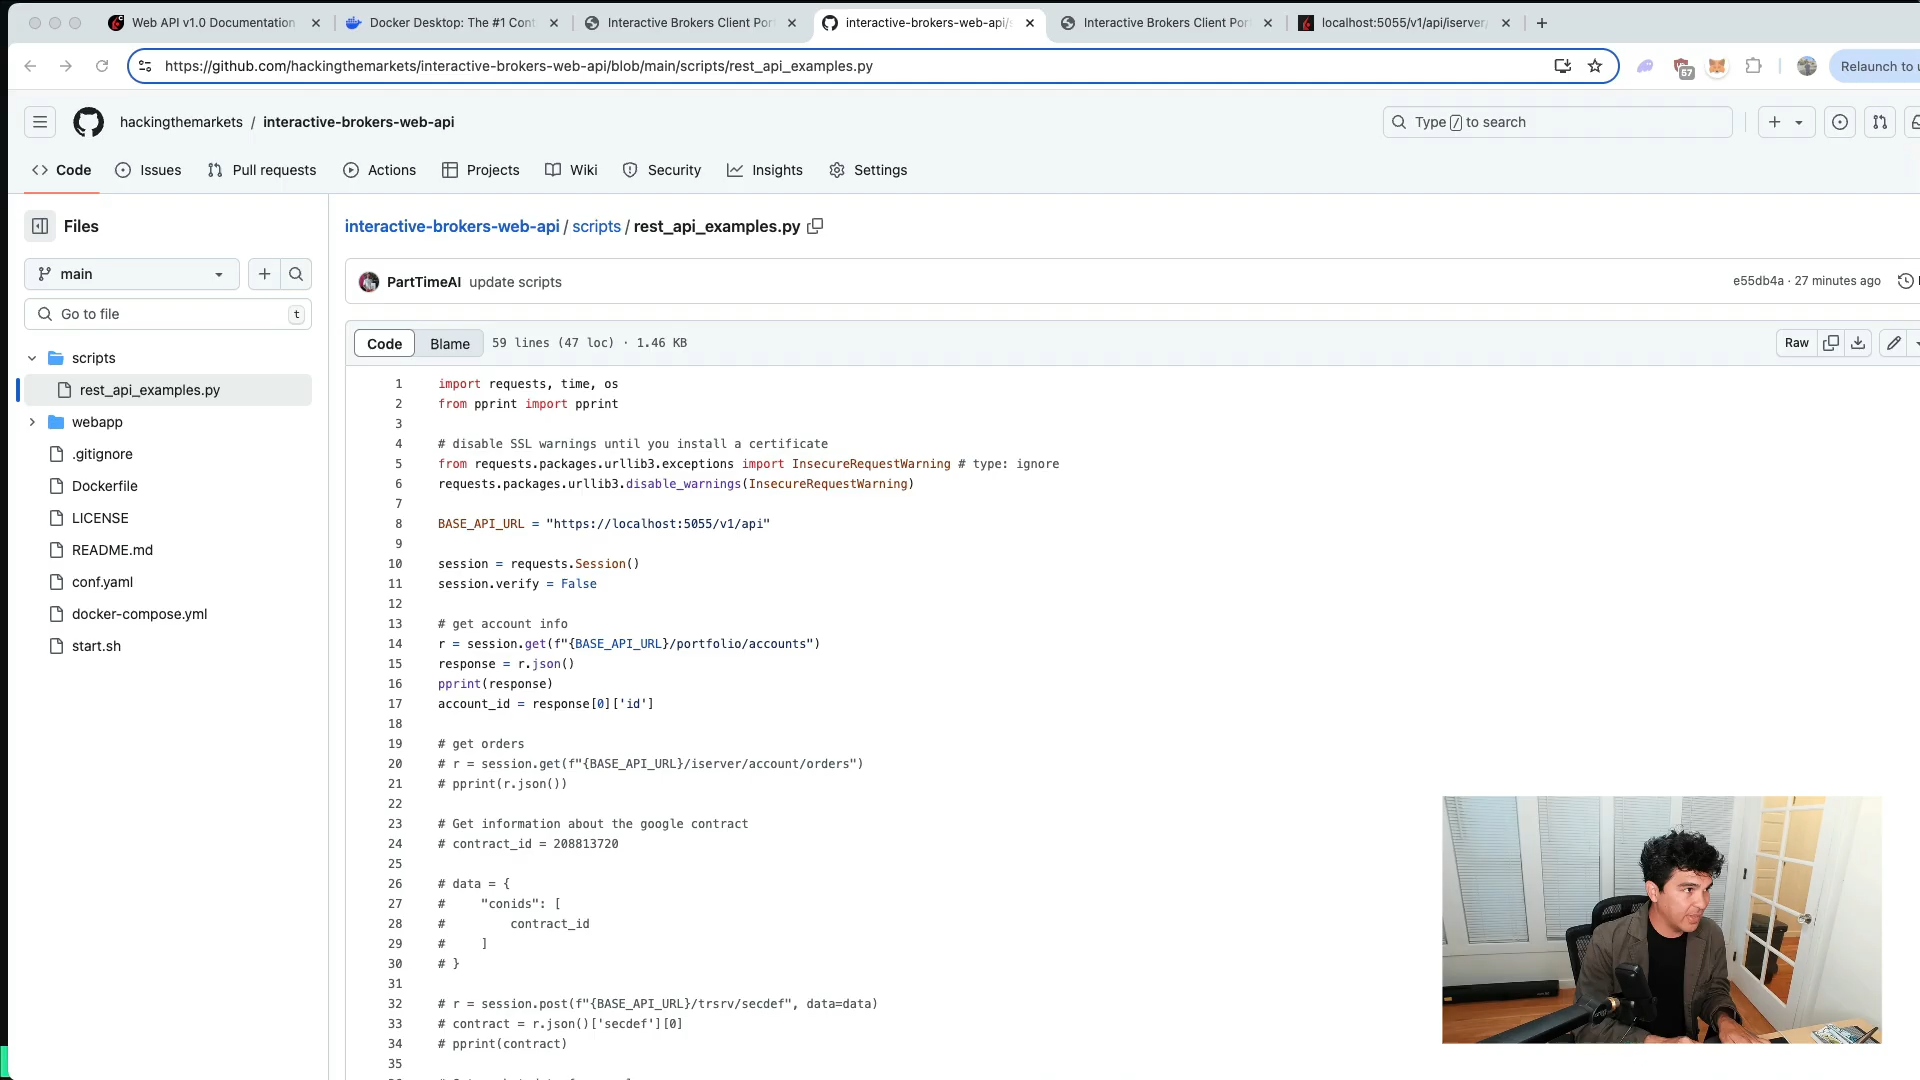 Web API v1.0 Documentation
Docker Desktop: The #1 Cont
Interactive Brokers Client Por
interactive-brokers-web-api/s
Interactive Brokers Client Por
localhost:5055/v1/api/iserver/
https://github.com/hackingthemarkets/interactive-brokers-web-api/blob/main/scripts/rest_api_examples.py
57
Relaunch to u
hackingthemarkets / interactive-brokers-web-api
Type / to search
Code
Issues
Pull requests
Actions
Projects
Wiki
Security
Insights
Settings
Files
main
Go to file
t
scripts
rest_api_examples.py
webapp
.gitignore
Dockerfile
LICENSE
README.md
conf.yaml
docker-compose.yml
start.sh
interactive-brokers-web-api / scripts / rest_api_examples.py
PartTimeAI update scripts
e55db4a · 27 minutes ago
Code
Blame
59 lines (47 loc) · 1.46 KB
Raw
1 import requests, time, os
2 from pprint import pprint
3
4 # disable SSL warnings until you install a certificate
5 from requests.packages.urllib3.exceptions import InsecureRequestWarning # type: ignore
6 requests.packages.urllib3.disable_warnings(InsecureRequestWarning)
7
8 BASE_API_URL = "https://localhost:5055/v1/api"
9
10 session = requests.Session()
11 session.verify = False
12
13 # get account info
14 r = session.get(f"{BASE_API_URL}/portfolio/accounts")
15 response = r.json()
16 pprint(response)
17 account_id = response[0]['id']
18
19 # get orders
20 # r = session.get(f"{BASE_API_URL}/iserver/account/orders")
21 # pprint(r.json())
22
23 # Get information about the google contract
24 # contract_id = 208813720
25
26 # data = {
27 #     "conids": [
28 #         contract_id
29 #     ]
30 # }
31
32 # r = session.post(f"{BASE_API_URL}/trsrv/secdef", data=data)
33 # contract = r.json()['secdef'][0]
34 # pprint(contract)
35